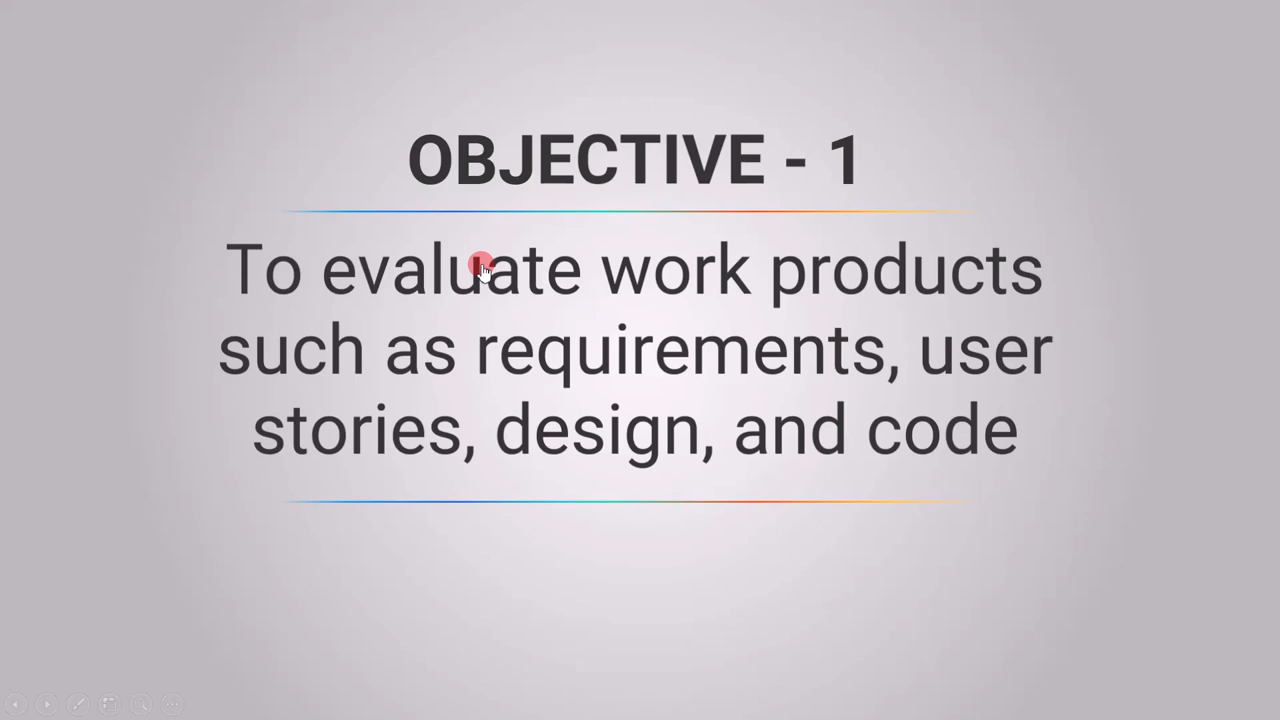 OBJECTIVE - 1
To evaluate work products
such as requirements, user
stories, design, and code